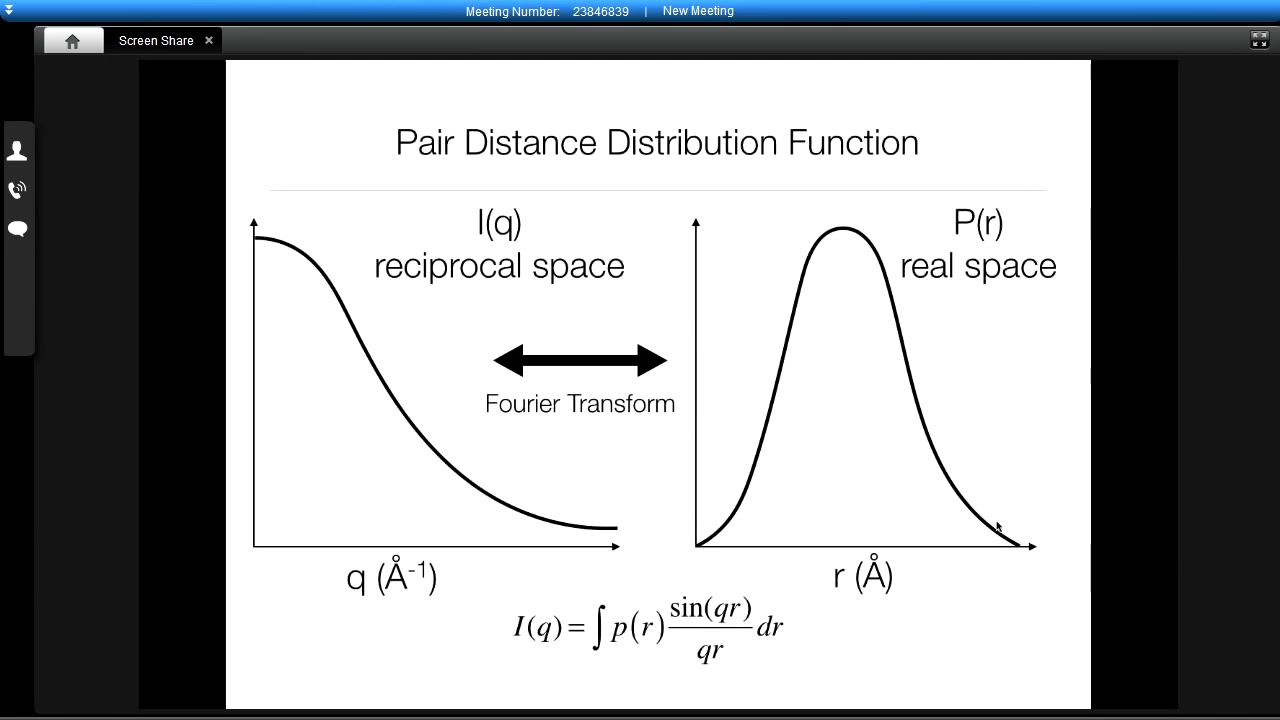 Meeting Number: 23846839 | New Meeting
Screen Share ×
Pair Distance Distribution Function
I(q)
reciprocal space
P(r)
real space
Fourier Transform
q (Å⁻¹)
r (Å)
I(q) = ∫ p(r) sin(qr)/qr dr